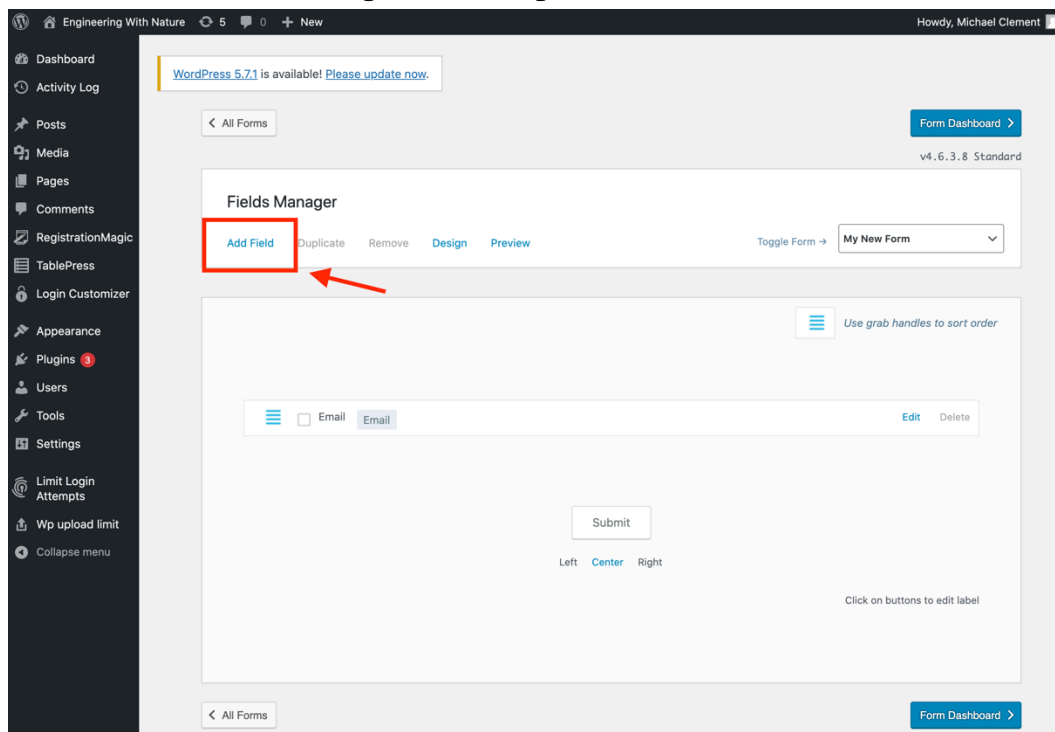 Engineering With Nature 5 0 + New Howdy, Michael Clement
Dashboard
Activity Log
Posts
Media
Pages
Comments
RegistrationMagic
TablePress
Login Customizer
Appearance
Plugins 3
Users
Tools
Settings
Limit Login
Attempts
Wp upload limit
Collapse menu
WordPress 5.7.1 is available! Please update now.
All Forms Form Dashboard
v4.6.3.8 Standard
Fields Manager
Add Field Duplicate Remove Design Preview Toggle Form → My New Form
Use grab handles to sort order
Email Email Edit Delete
Submit
Left Center Right
Click on buttons to edit label
All Forms Form Dashboard